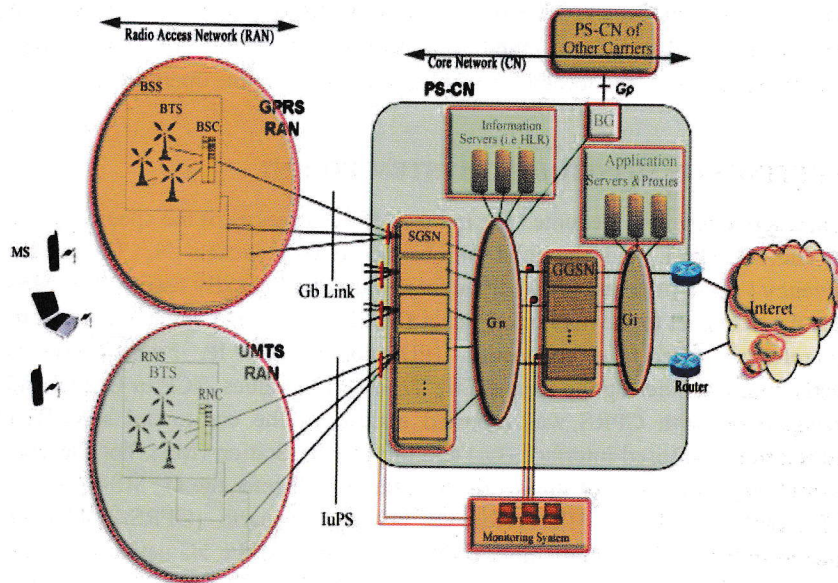 Radio Access Network (RAN)
PS-CN of
Other Carriers
Core Network (CN)
Gp
PS-CN
BSS
BTS
BSC
GPRS
RAN
Information
Servers (i.e HLR)
BG
Application
Servers & Proxies
MS
Gb Link
SGSN
Gn
GGSN
Gi
Interet
Router
UMTS
RAN
RNS
BTS
RNC
IuPS
Monitoring System